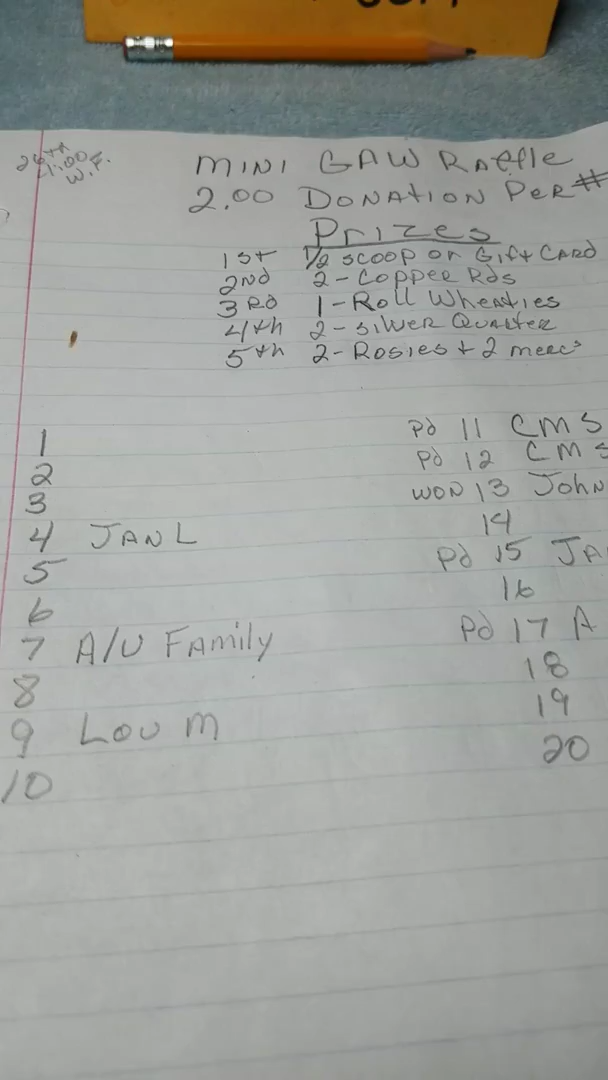 26th
1:00
W.F.
MINI GAW Raffle
2.00 DONAtION PeR #
Prizes
1st 1/2 scoop or Gift CARD
2ND 2-Copper Rds
3RD 1-Roll Wheaties
4th 2-silver Quarter
5th 2-Rosies + 2 mercs
1
2
3
4 JAN L
5
6
7 A/U FAmily
8
9 Lou m
10
Pd 11 CMS
Pd 12 CMS
WON 13 John
14
Pd 15 JA
16
Pd 17 A
18
19
20